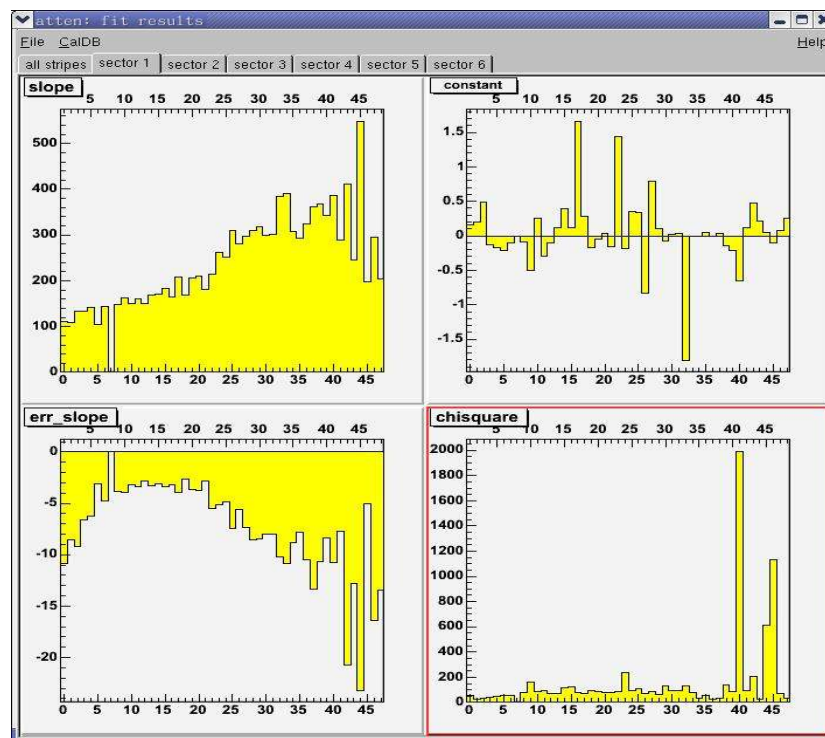 atten: fit results
File CalDB Help
all stripes sector 1 sector 2 sector 3 sector 4 sector 5 sector 6
slope
5 10 15 20 25 30 35 40 45
500
400
300
200
100
0
0 5 10 15 20 25 30 35 40 45
constant
5 10 15 20 25 30 35 40 45
1.5
1
0.5
0
-0.5
-1
-1.5
0 5 10 15 20 25 30 35 40 45
err_slope
5 10 15 20 25 30 35 40 45
0
-5
-10
-15
-20
0 5 10 15 20 25 30 35 40 45
chisquare
5 10 15 20 25 30 35 40 45
2000
1800
1600
1400
1200
1000
800
600
400
200
0
0 5 10 15 20 25 30 35 40 45